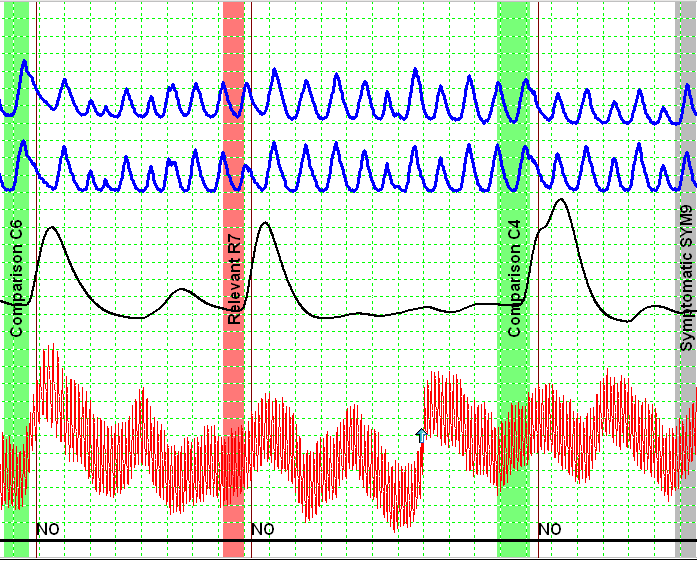 Comparison C6
Relevant R7
Comparison C4
Symptomatic SYM9
NO
NO
NO